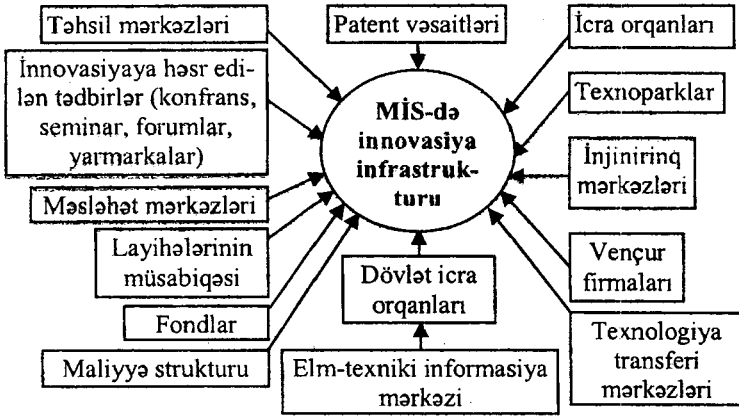 Təhsil mərkəzləri
Patent vəsaitləri
İcra orqanları
İnnovasiyaya həsr edi-
lən tədbirlər (konfrans,
seminar, forumlar,
yarmarkalar)
MİS-də
innovasiya
infrastruk-
turu
Texnoparklar
İnjinirinq
mərkəzləri
Məsləhət mərkəzləri
Layihələrinin
müsabiqəsi
Dövlət icra
orqanları
Vençur
firmaları
Fondlar
Maliyyə strukturu
Elm-texniki informasiya
mərkəzi
Texnologiya
transferi
mərkəzləri